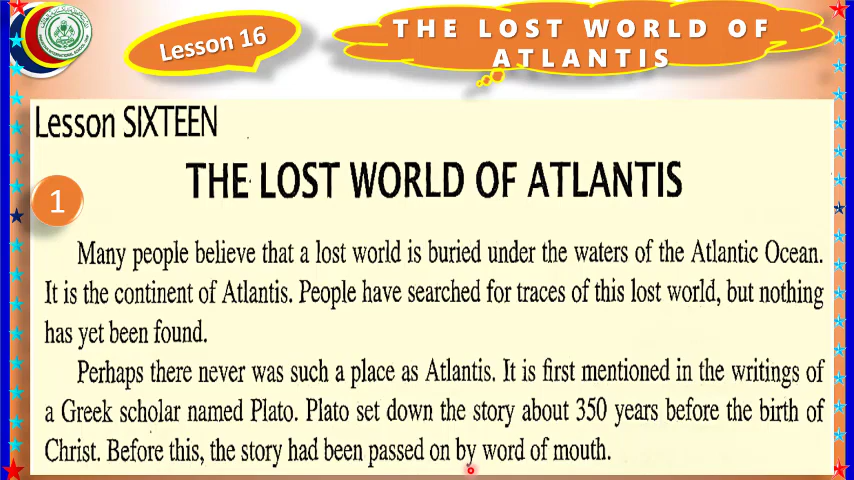 Lesson 16
THE LOST WORLD OF
ATLANTIS
Lesson SIXTEEN
THE LOST WORLD OF ATLANTIS
1
Many people believe that a lost world is buried under the waters of the Atlantic Ocean.
It is the continent of Atlantis. People have searched for traces of this lost world, but nothing
has yet been found.
Perhaps there never was such a place as Atlantis. It is first mentioned in the writings of
a Greek scholar named Plato. Plato set down the story about 350 years before the birth of
Christ. Before this, the story had been passed on by word of mouth.